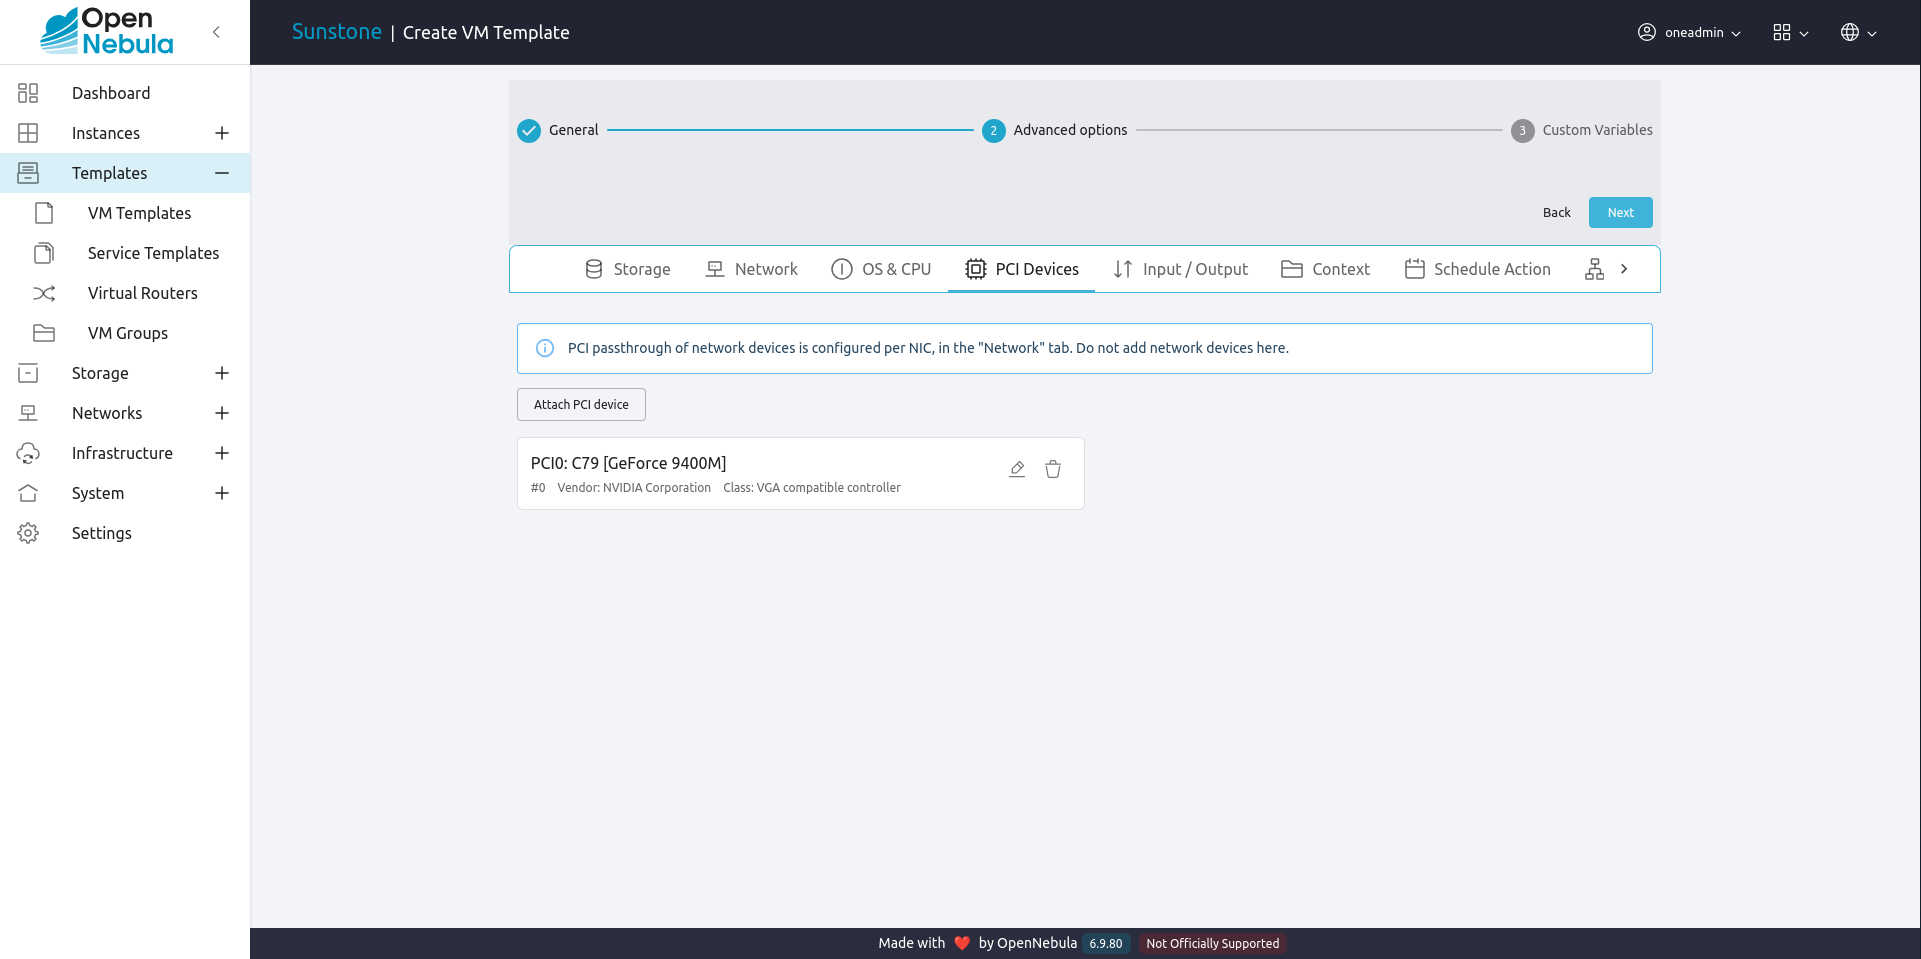 Open
Nebula
Sunstone | Create VM Template
oneadmin
Dashboard
Instances
Templates
VM Templates
Service Templates
Virtual Routers
VM Groups
Storage
Networks
Infrastructure
System
Settings
General
2 Advanced options
3 Custom Variables
Back Next
Storage Network OS & CPU PCI Devices Input / Output Context Schedule Action
PCI passthrough of network devices is configured per NIC, in the "Network" tab. Do not add network devices here.
Attach PCI device
PCI0: C79 [GeForce 9400M]
#0 Vendor: NVIDIA Corporation Class: VGA compatible controller
Made with ❤️ by OpenNebula 6.9.80 Not Officially Supported